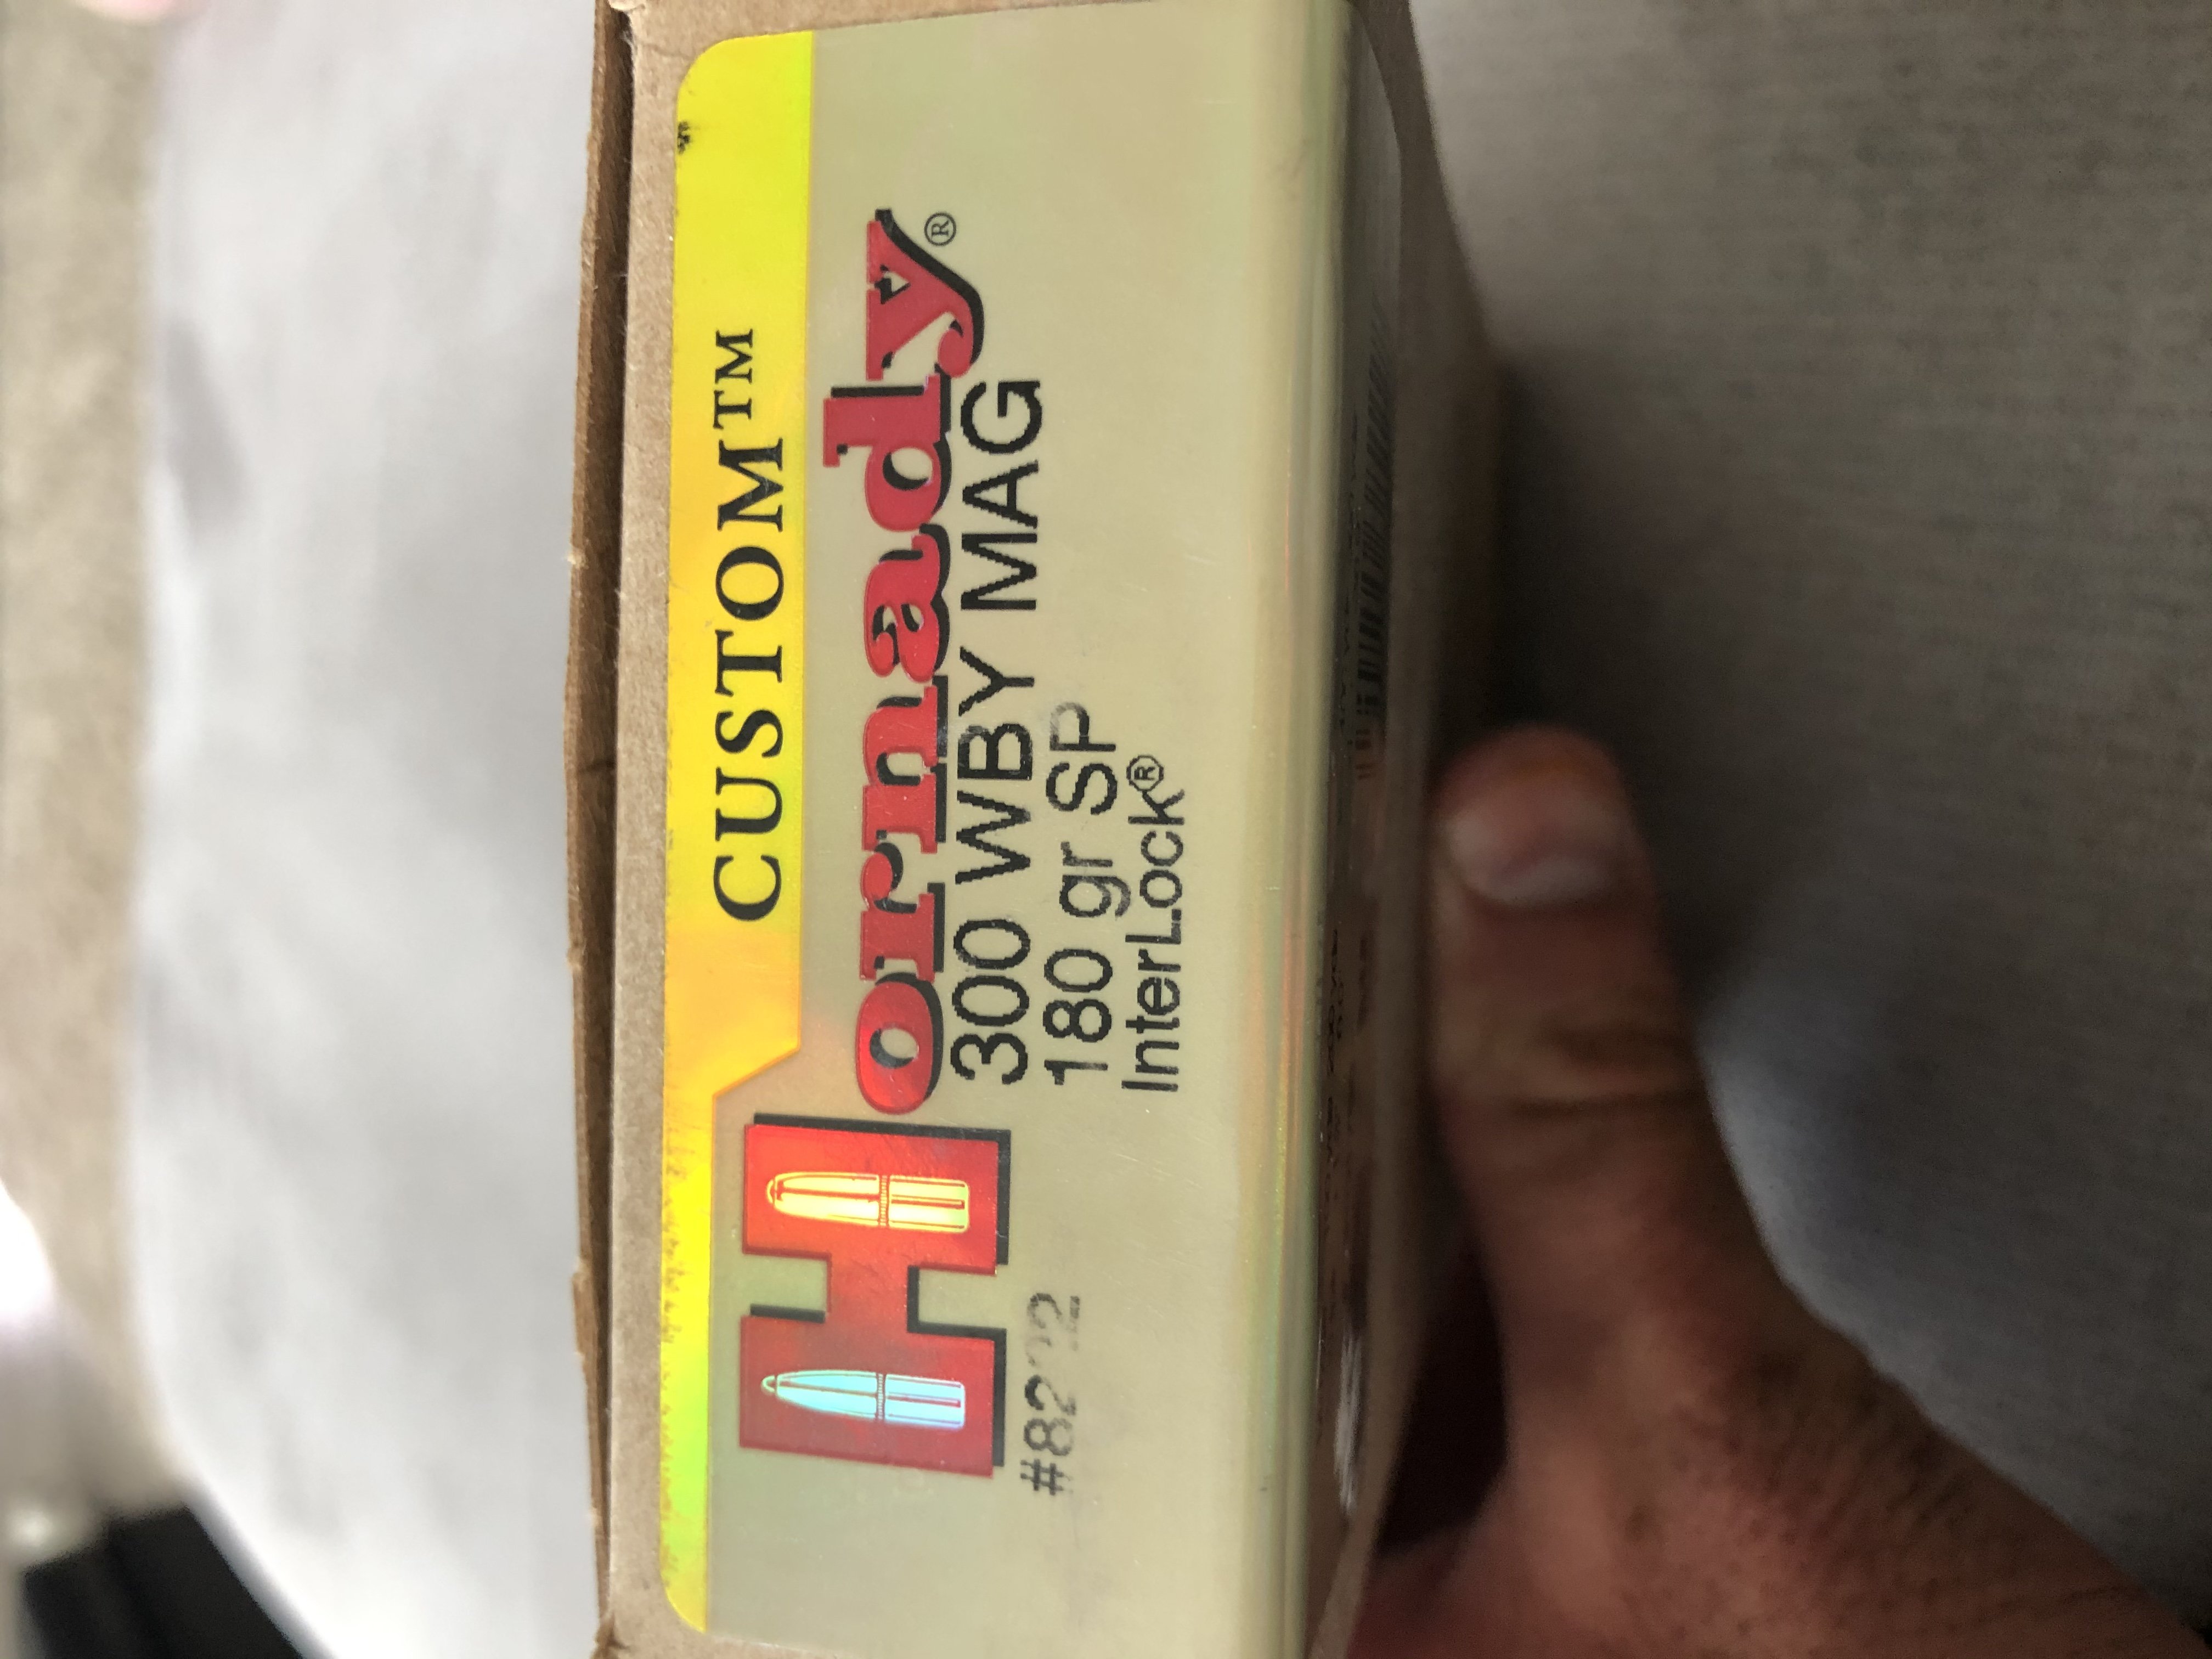 CUSTOM™
Hornady®
300 WBY MAG
180 gr SP
InterLock®